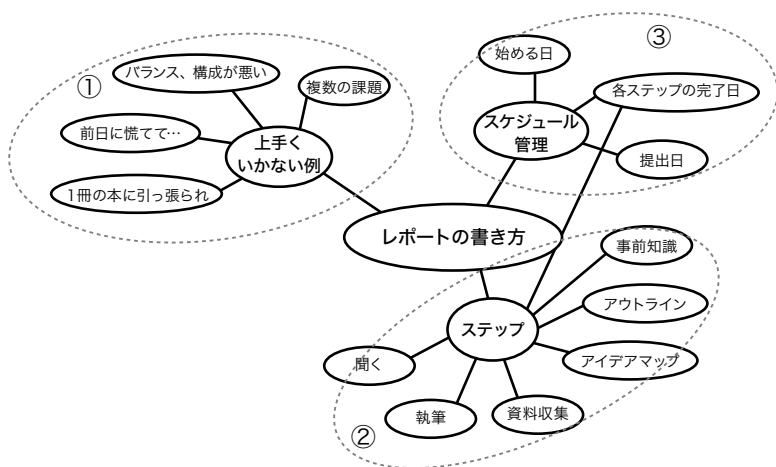 ①
バランス、構成が悪い
複数の課題
前日に慌てて…
上手く
いかない例
1冊の本に引っ張られ
③
始める日
各ステップの完了日
スケジュール
管理
提出日
レポートの書き方
事前知識
アウトライン
ステップ
アイデアマップ
聞く
執筆
資料収集
②